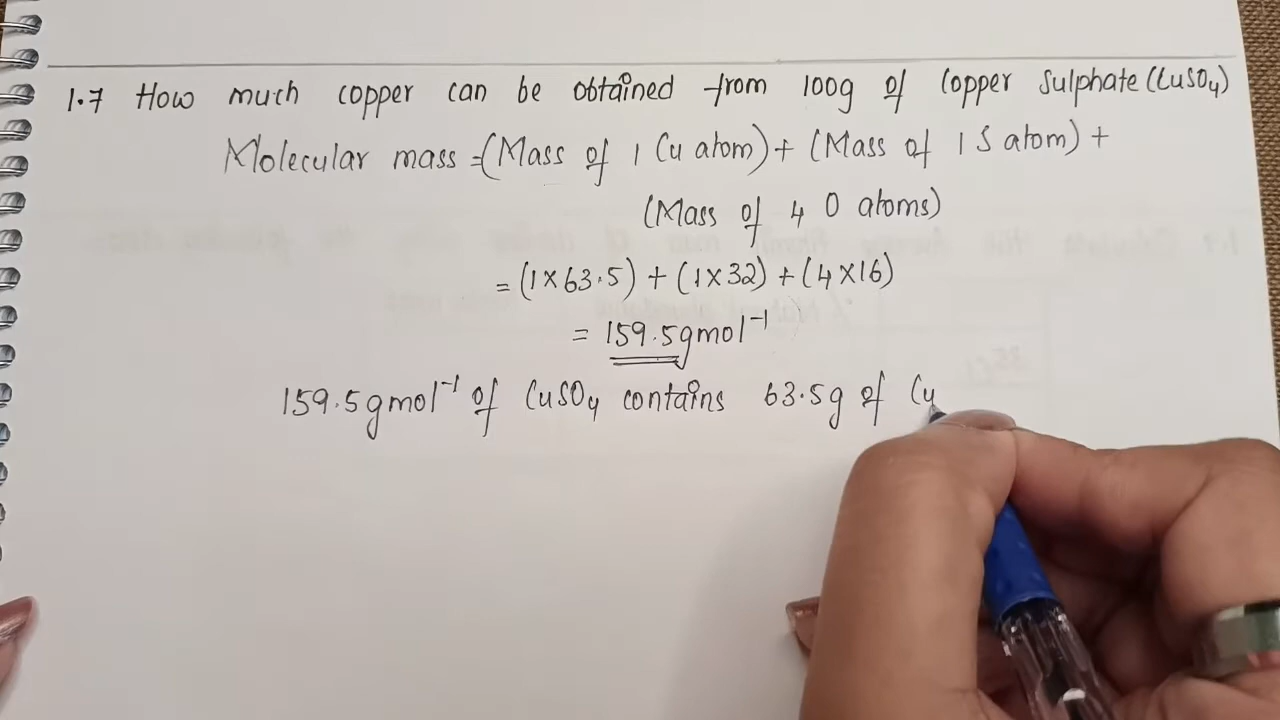 1.7 How much copper can be obtained from 100g of Copper Sulphate (CuSO₄)
Molecular mass = (Mass of 1 Cu atom) + (Mass of 1 S atom) +
(Mass of 4 O atoms)
= (1 × 63.5) + (1 × 32) + (4 × 16)
= 159.5gmol⁻¹
159.5gmol⁻¹ of CuSO₄ contains 63.5g of Cu